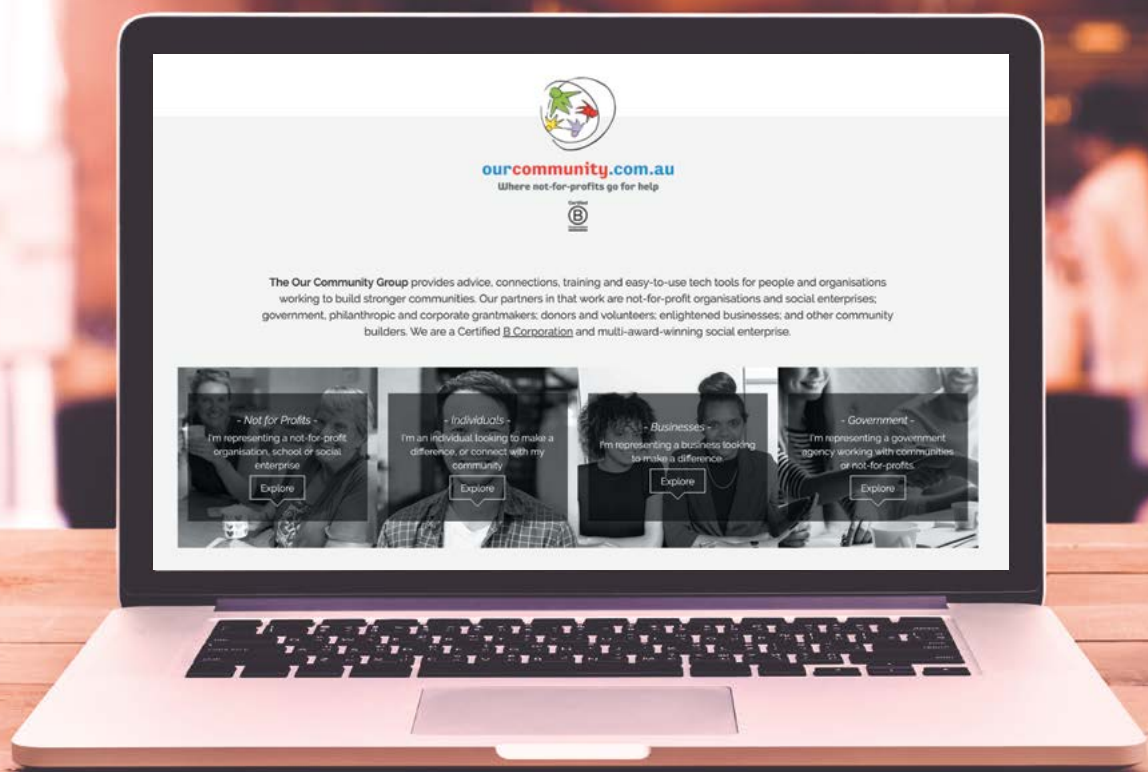 ourcommunity.com.au
Where not-for-profits go for help
Certified
B
Corporation
The Our Community Group provides advice, connections, training and easy-to-use tech tools for people and organisations
working to build stronger communities. Our partners in that work are not-for-profit organisations and social enterprises;
government, philanthropic and corporate grantmakers; donors and volunteers; enlightened businesses; and other community
builders. We are a Certified B Corporation and multi-award-winning social enterprise.
- Not for Profits -
I'm representing a not-for-profit
organisation, school or social
enterprise
Explore
- Individuals -
I'm an individual looking to make a
difference, or connect with my
community
Explore
- Businesses -
I'm representing a business looking
to make a difference.
Explore
- Government -
I'm representing a government
agency working with communities
or not-for-profits.
Explore